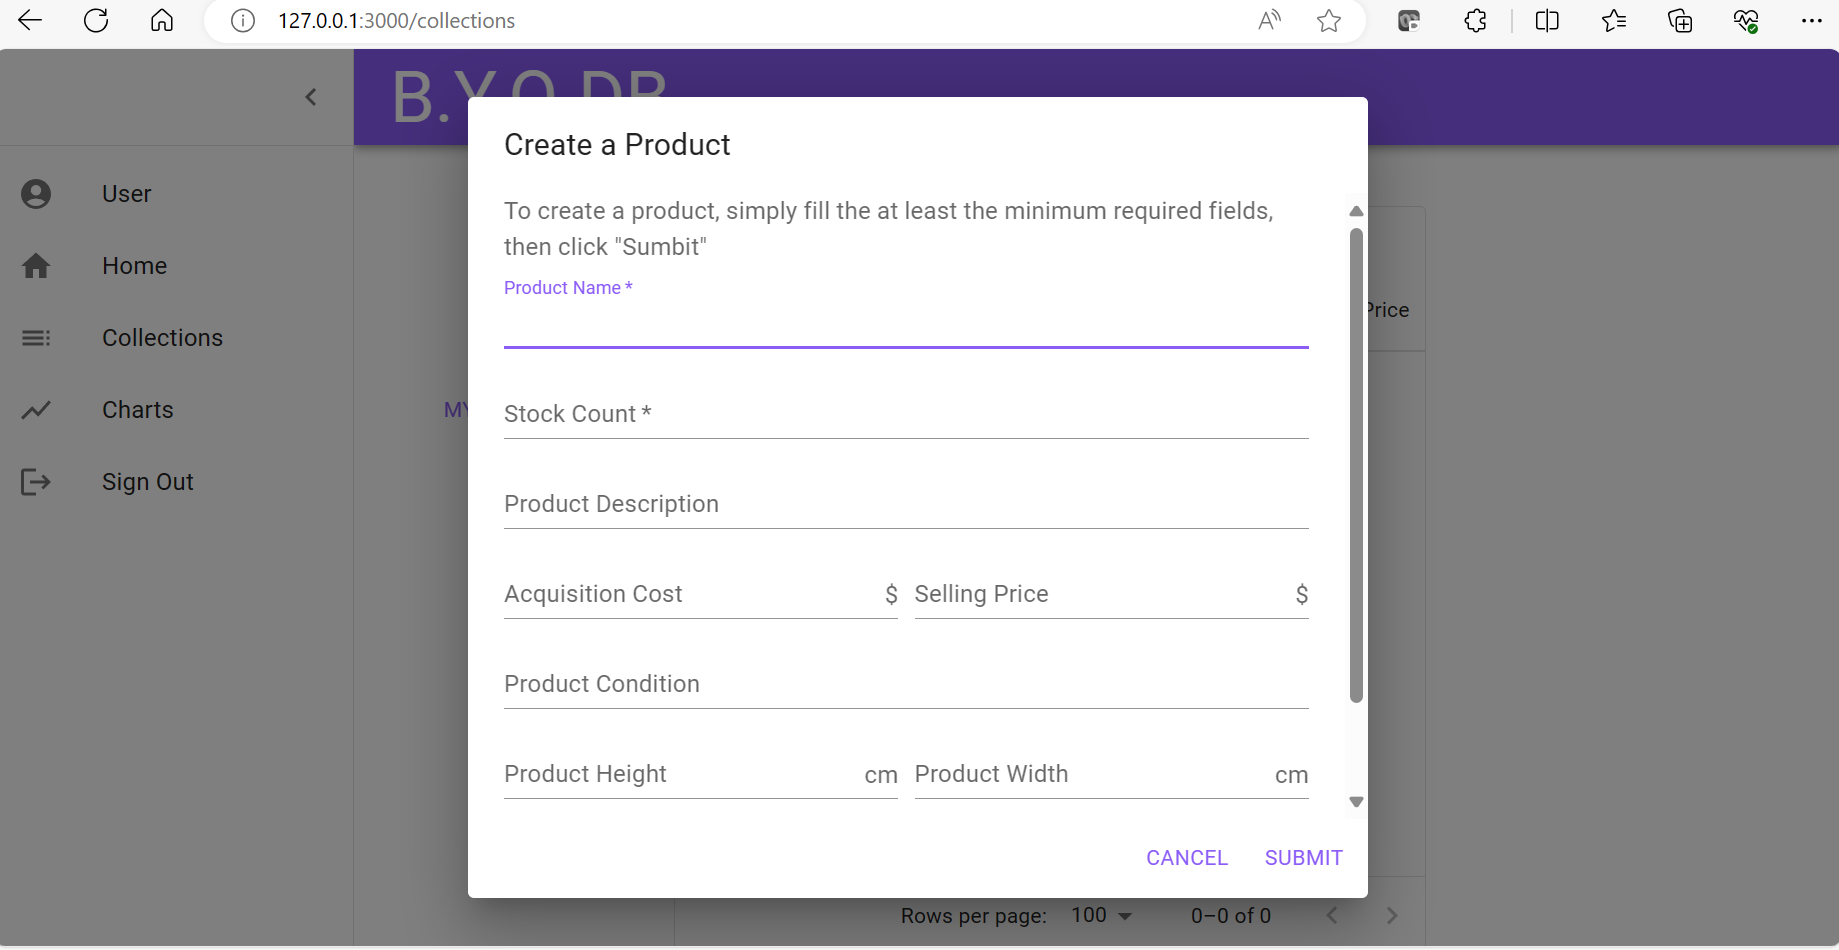 127.0.0.1:3000/collections
B.Y.O.DB
User
Home
Collections
Charts
Sign Out
MY
Create a Product
To create a product, simply fill the at least the minimum required fields,
then click "Sumbit"
Product Name *
Stock Count *
Product Description
Acquisition Cost $ Selling Price $
Product Condition
Product Height cm Product Width cm
CANCEL SUBMIT
Price
Rows per page: 100 0–0 of 0